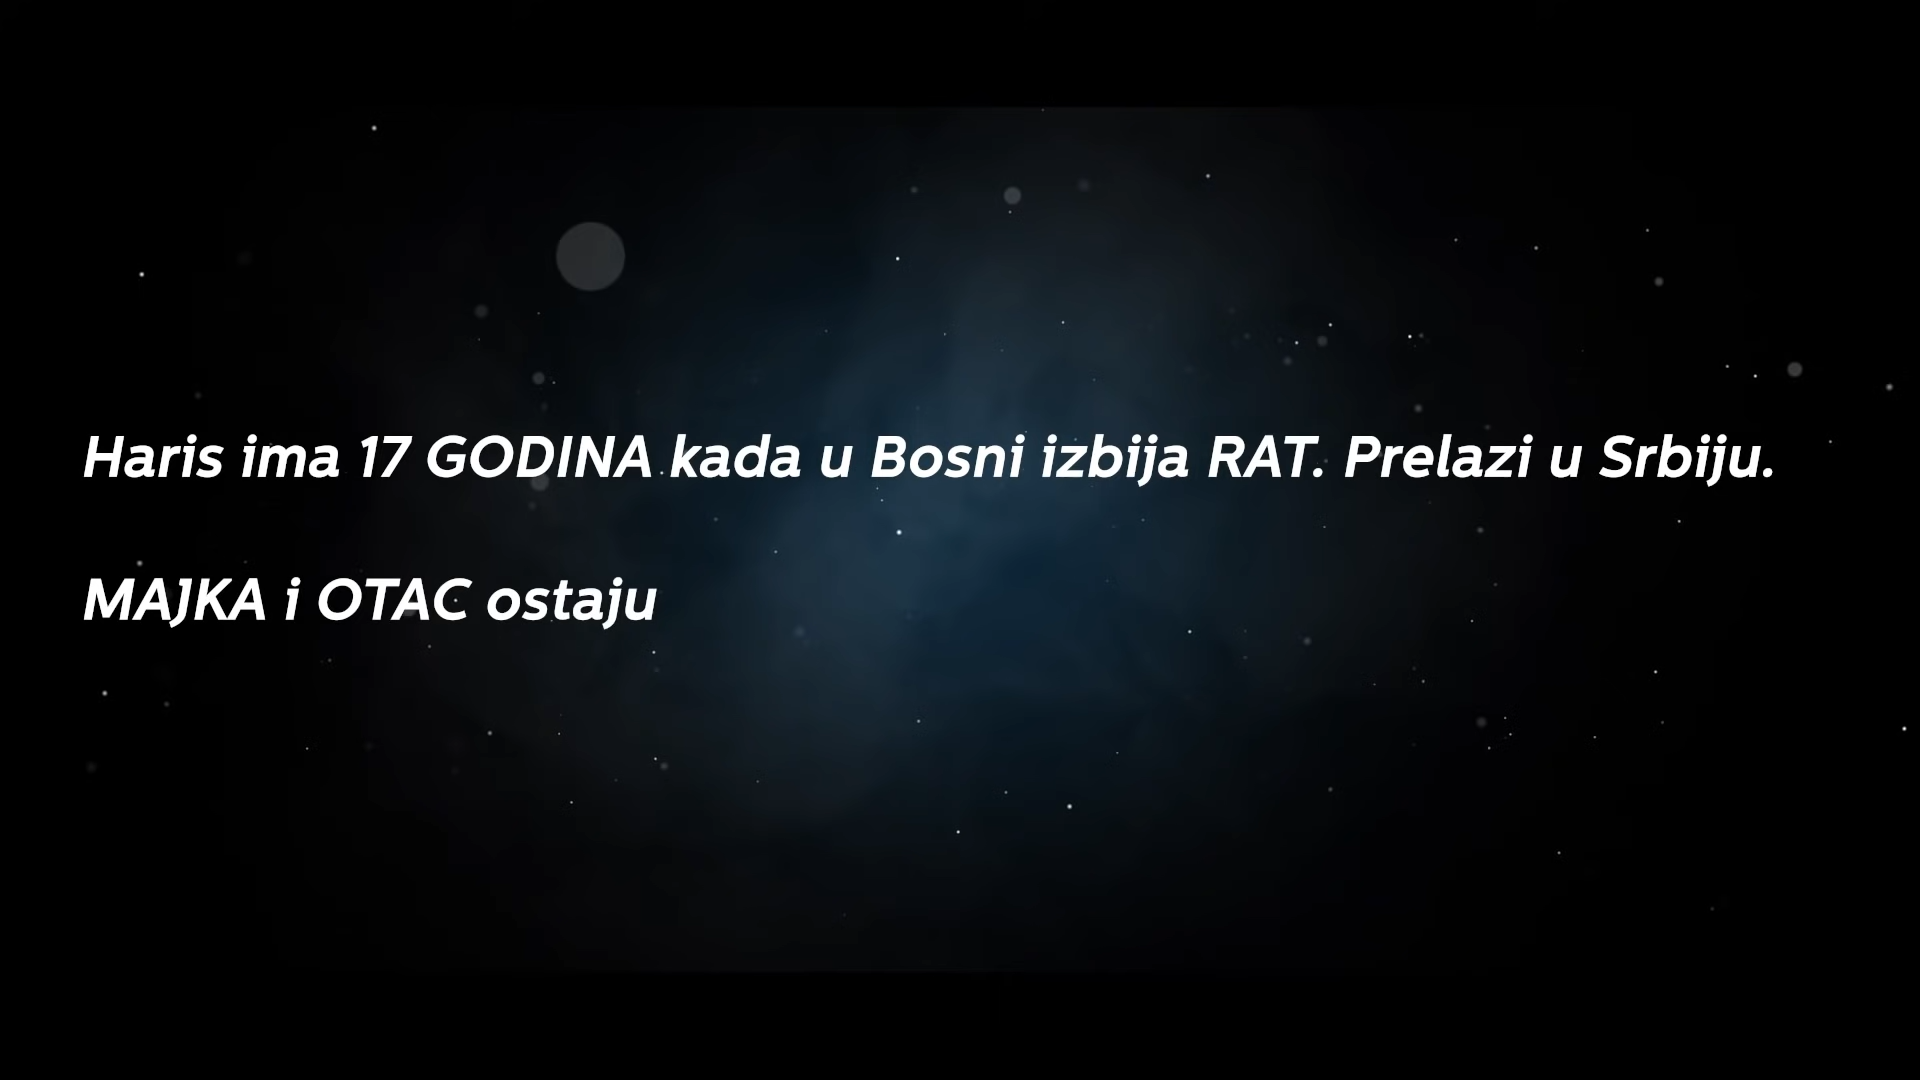 Haris ima 17 GODINA kada u Bosni izbija RAT. Prelazi u Srbiju.
MAJKA i OTAC ostaju